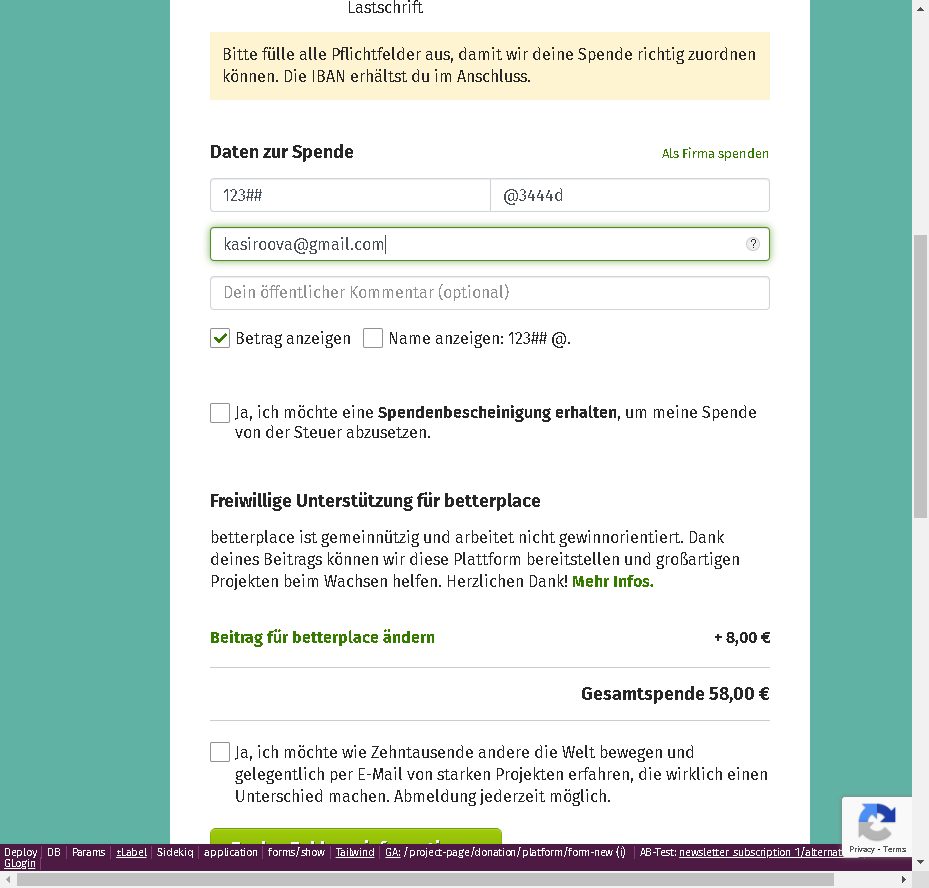 Lastschrift
Bitte fülle alle Pflichtfelder aus, damit wir deine Spende richtig zuordnen
können. Die IBAN erhältst du im Anschluss.
Daten zur Spende
Als Firma spenden
123##
@3444d
kasiroova@gmail.com
?
Dein öffentlicher Kommentar (optional)
Betrag anzeigen
Name anzeigen: 123## @.
Ja, ich möchte eine Spendenbescheinigung erhalten, um meine Spende
von der Steuer abzusetzen.
Freiwillige Unterstützung für betterplace
betterplace ist gemeinnützig und arbeitet nicht gewinnorientiert. Dank
deines Beitrags können wir diese Plattform bereitstellen und großartigen
Projekten beim Wachsen helfen. Herzlichen Dank! Mehr Infos.
Beitrag für betterplace ändern
+ 8,00 €
Gesamtspende 58,00 €
Ja, ich möchte wie Zehntausende andere die Welt bewegen und
gelegentlich per E-Mail von starken Projekten erfahren, die wirklich einen
Unterschied machen. Abmeldung jederzeit möglich.
Privacy - Terms
Deploy DB Params ±Label Sidekiq application forms/show Tailwind GA: /project-page/donation/platform/form-new (i) AB-Test: newsletter_subscription_1/alternat
GLogin